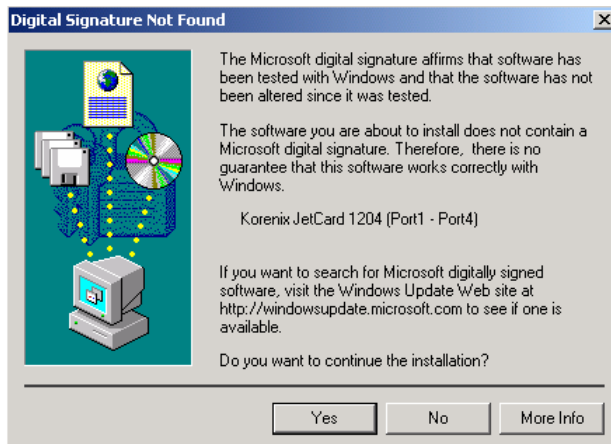 Digital Signature Not Found
The Microsoft digital signature affirms that software has
been tested with Windows and that the software has not
been altered since it was tested.
The software you are about to install does not contain a
Microsoft digital signature. Therefore, there is no
guarantee that this software works correctly with
Windows.
Korenix JetCard 1204 (Port1 - Port4)
If you want to search for Microsoft digitally signed
software, visit the Windows Update Web site at
http://windowsupdate.microsoft.com to see if one is
available.
Do you want to continue the installation?
Yes No More Info